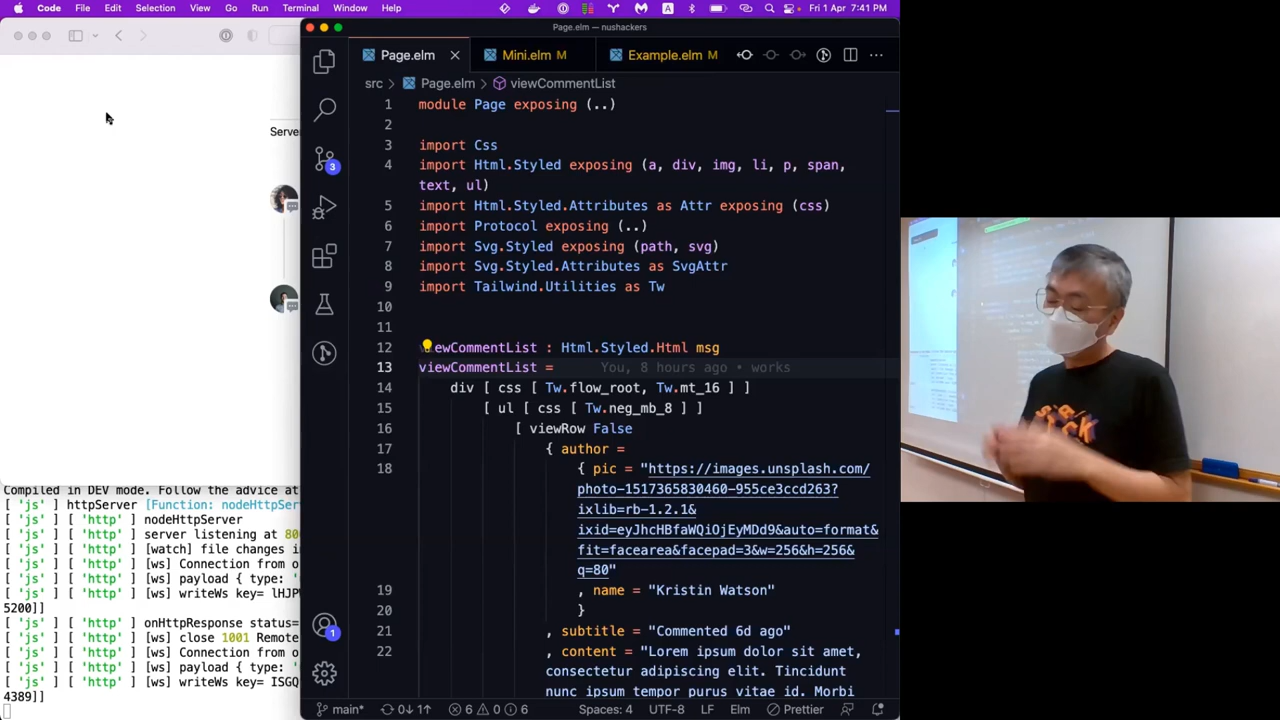 Code File Edit Selection View Go Run Terminal Window Help
Fri 1 Apr 7:41 PM
Page.elm — nushackers
Page.elm
Mini.elm M
Example.elm M
src > Page.elm > viewCommentList
1 module Page exposing (..)
2
3 import Css
4 import Html.Styled exposing (a, div, img, li, p, span,
text, ul)
5 import Html.Styled.Attributes as Attr exposing (css)
6 import Protocol exposing (..)
7 import Svg.Styled exposing (path, svg)
8 import Svg.Styled.Attributes as SvgAttr
9 import Tailwind.Utilities as Tw
10
11
12 ewCommentList : Html.Styled.Html msg
13 viewCommentList = You, 8 hours ago • works
14 div [ css [ Tw.flow_root, Tw.mt_16 ] ]
15 [ ul [ css [ Tw.neg_mb_8 ] ]
16 [ viewRow False
17 { author =
18 { pic = "https://images.unsplash.com/
photo-1517365830460-955ce3ccd263?
ixlib=rb-1.2.1&
ixid=eyJhcHBfaWQiOjEyMDd9&auto=format&
fit=facearea&facepad=3&w=256&h=256&
q=80"
19 , name = "Kristin Watson"
20 }
21 , subtitle = "Commented 6d ago"
22 , content = "Lorem ipsum dolor sit amet,
consectetur adipiscing elit. Tincidunt
nunc ipsum tempor purus vitae id. Morbi
3
1
Server
Compiled in DEV mode. Follow the advice at
[ 'js' ] httpServer [Function: nodeHttpSer
[ 'js' ] [ 'http' ] nodeHttpServer
[ 'js' ] [ 'http' ] server listening at 80
[ 'js' ] [ 'http' ] [watch] file changes i
[ 'js' ] [ 'http' ] [ws] Connection from o
[ 'js' ] [ 'http' ] [ws] payload { type: '
[ 'js' ] [ 'http' ] [ws] writeWs key= lHJP
5200]]
[ 'js' ] [ 'http' ] onHttpResponse status=
[ 'js' ] [ 'http' ] [ws] close 1001 Remote
[ 'js' ] [ 'http' ] [ws] Connection from o
[ 'js' ] [ 'http' ] [ws] payload { type: '
[ 'js' ] [ 'http' ] [ws] writeWs key= ISGQ
4389]]
main* 0↓ 1↑ 6 0 6 Spaces: 4 UTF-8 LF Elm Prettier